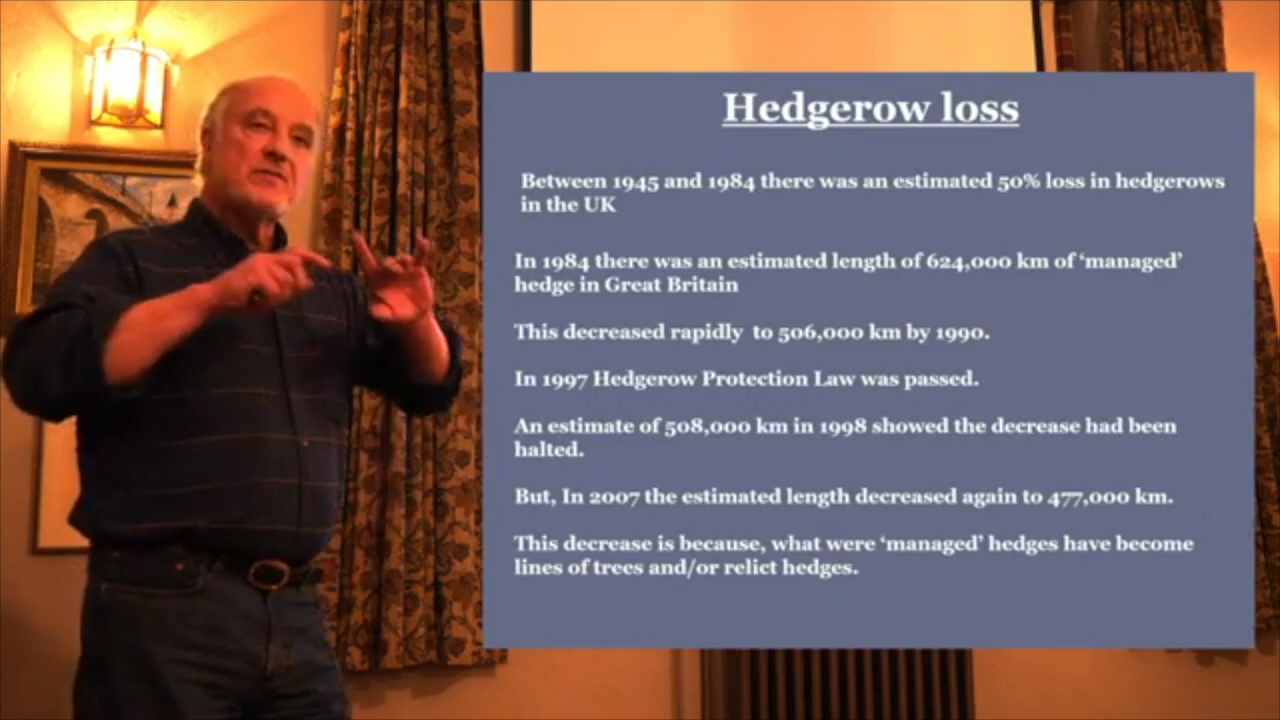 Hedgerow loss
Between 1945 and 1984 there was an estimated 50% loss in hedgerows
in the UK
In 1984 there was an estimated length of 624,000 km of ‘managed’
hedge in Great Britain
This decreased rapidly  to 506,000 km by 1990.
In 1997 Hedgerow Protection Law was passed.
An estimate of 508,000 km in 1998 showed the decrease had been
halted.
But, In 2007 the estimated length decreased again to 477,000 km.
This decrease is because, what were ‘managed’ hedges have become
lines of trees and/or relict hedges.